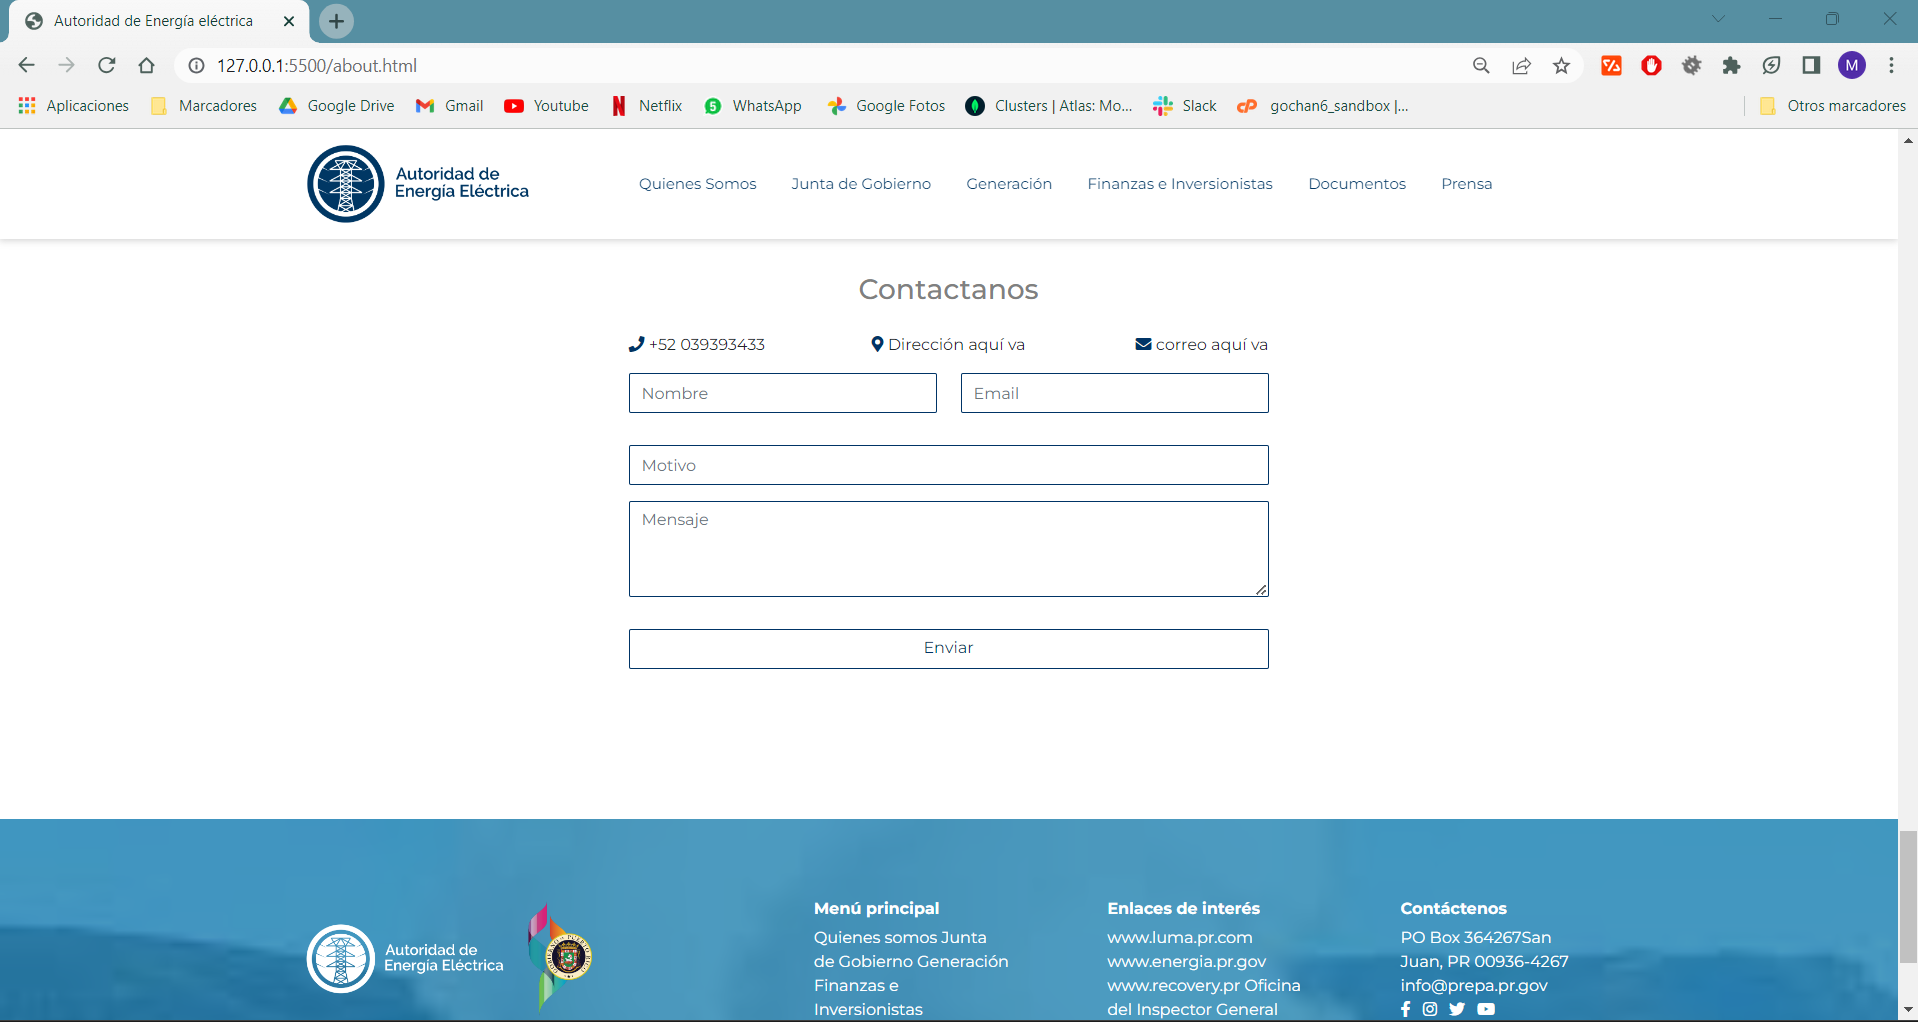 Autoridad de Energía eléctrica
127.0.0.1:5500/about.html
M
Aplicaciones Marcadores Google Drive Gmail Youtube Netflix WhatsApp Google Fotos Clusters | Atlas: Mo... Slack gochan6_sandbox |... Otros marcadores
Autoridad de
Energía Eléctrica
Quienes Somos Junta de Gobierno Generación Finanzas e Inversionistas Documentos Prensa
Contactanos
+52 039393433 Dirección aquí va correo aquí va
Nombre Email
Motivo
Mensaje
Enviar
Autoridad de
Energía Eléctrica
Menú principal
Quienes somos Junta
de Gobierno Generación
Finanzas e
Inversionistas
Enlaces de interés
www.luma.pr.com
www.energia.pr.gov
www.recovery.pr Oficina
del Inspector General
Contáctenos
PO Box 364267San
Juan, PR 00936-4267
info@prepa.pr.gov